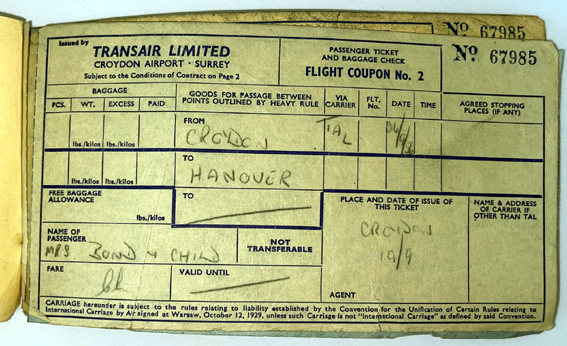 Nº 67985
Issued by
TRANSAIR LIMITED
CROYDON AIRPORT · SURREY
Subject to the Conditions of Contract on Page 2
PASSENGER TICKET
AND BAGGAGE CHECK
FLIGHT COUPON No. 2
Nº 67985
BAGGAGE
PCS. WT. EXCESS PAID
GOODS FOR PASSAGE BETWEEN
POINTS OUTLINED BY HEAVY RULE
VIA
CARRIER
FLT.
No.
DATE
TIME
AGREED STOPPING
PLACES (IF ANY)
FROM
CROYDON
TAL
lbs./kilos lbs./kilos
TO
HANOVER
lbs./kilos lbs./kilos
FREE BAGGAGE
ALLOWANCE
lbs./kilos
TO
PLACE AND DATE OF ISSUE OF
THIS TICKET
CROYDON
19/9
NAME & ADDRESS
OF CARRIER IF
OTHER THAN TAL
NAME OF
PASSENGER
MRS BOND & CHILD
NOT
TRANSFERABLE
FARE
VALID UNTIL
AGENT
CARRIAGE hereunder is subject to the rules relating to liability established by the Convention for the Unification of Certain Rules relating to
International Carriage by Air signed at Warsaw, October 12, 1929, unless such Carriage is not "International Carriage" as defined by said Convention.